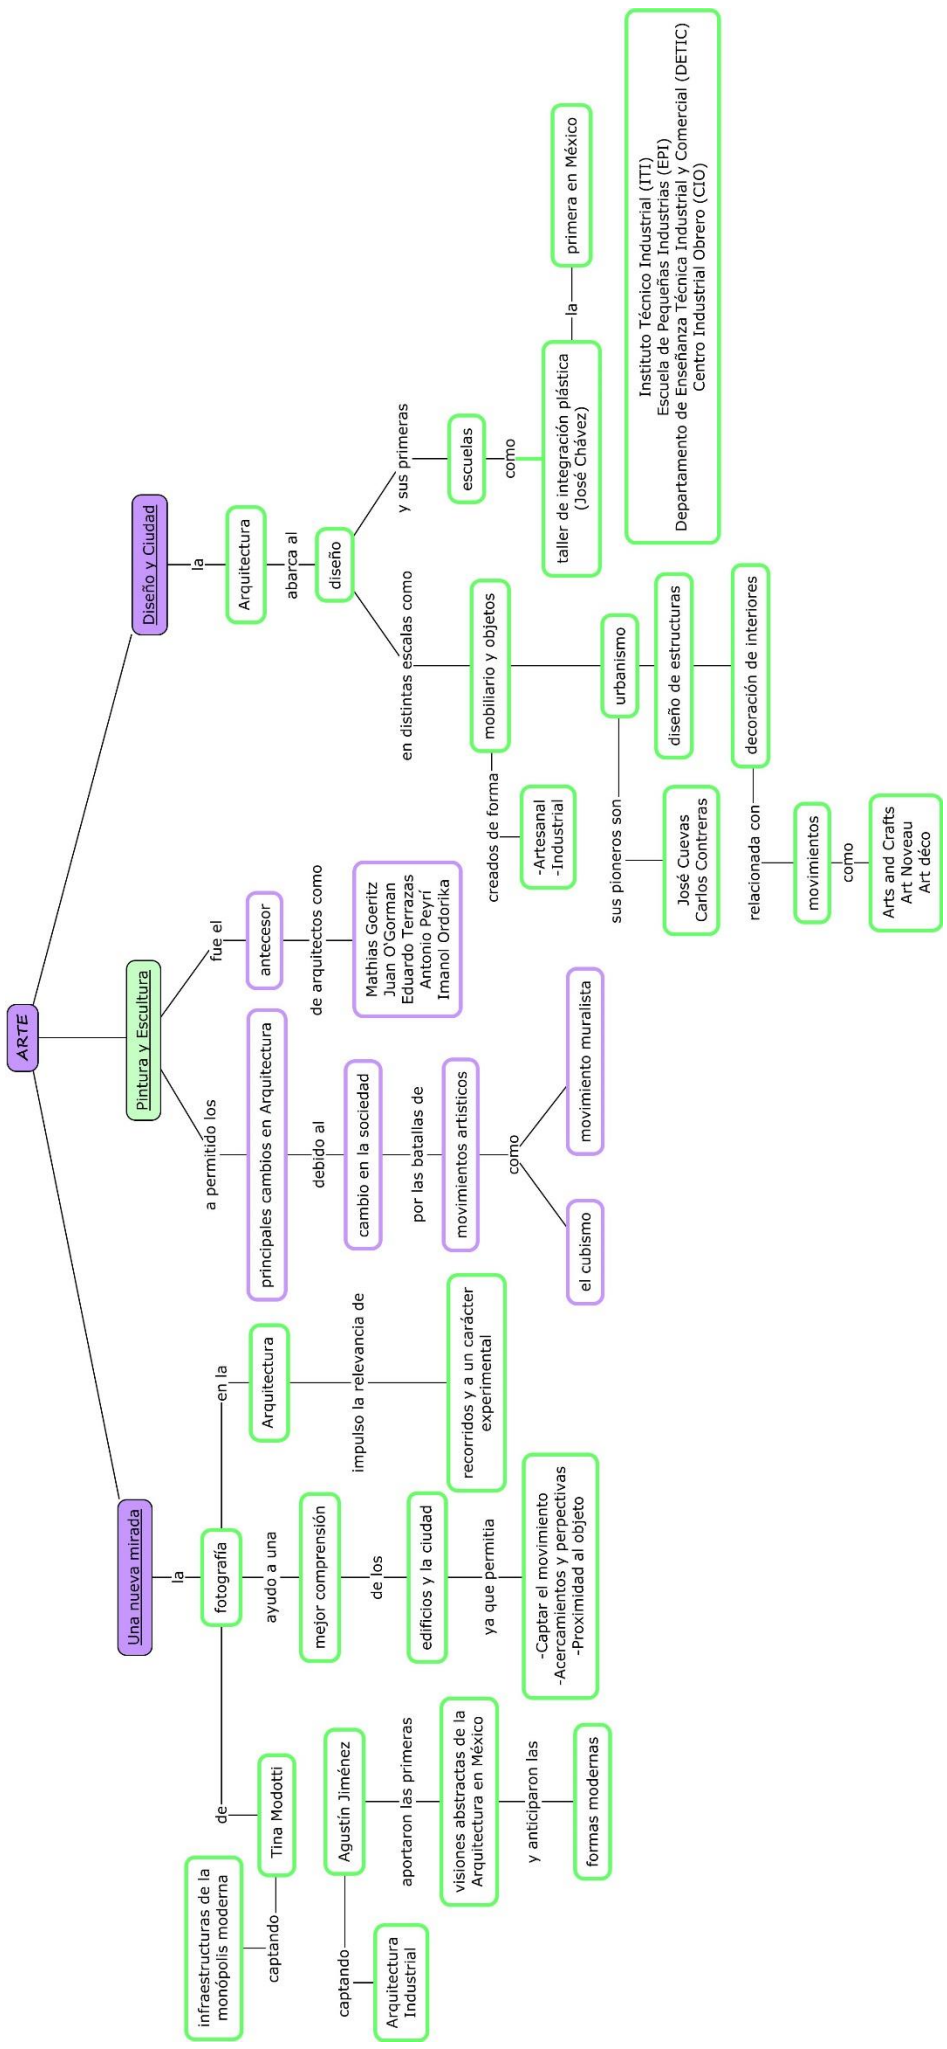 ARTE
Una nueva mirada
la
fotografía
de
Tina Modotti
captando
infraestructuras de la
monópolis moderna
Agustín Jiménez
captando
Arquitectura
Industrial
aportaron las primeras
visiones abstractas de la
Arquitectura en México
y anticiparon las
formas modernas
ayudo a una
mejor comprensión
de los
edificios y la ciudad
ya que permitia
-Captar el movimiento
-Acercamientos y perpectivas
-Proximidad al objeto
en la
Arquitectura
impulso la relevancia de
recorridos y a un carácter
experimental
Pintura y Escultura
a permitido los
principales cambios en Arquitectura
debido al
cambio en la sociedad
por las batallas de
movimientos artisticos
como
el cubismo
movimiento muralista
fue el
antecesor
de arquitectos como
Mathias Goeritz
Juan O'Gorman
Eduardo Terrazas
Antonio Peyrí
Imanol Ordorika
Diseño y Ciudad
la
Arquitectura
abarca al
diseño
en distintas escalas como
mobiliario y objetos
creados de forma
-Artesanal
-Industrial
urbanismo
sus pioneros son
José Cuevas
Carlos Contreras
diseño de estructuras
decoración de interiores
relacionada con
movimientos
como
Arts and Crafts
Art Noveau
Art déco
y sus primeras
escuelas
como
taller de integración plástica
(José Chávez)
la
primera en México
Instituto Técnico Industrial (ITI)
Escuela de Pequeñas Industrias (EPI)
Departamento de Enseñanza Técnica Industrial y Comercial (DETIC)
Centro Industrial Obrero (CIO)